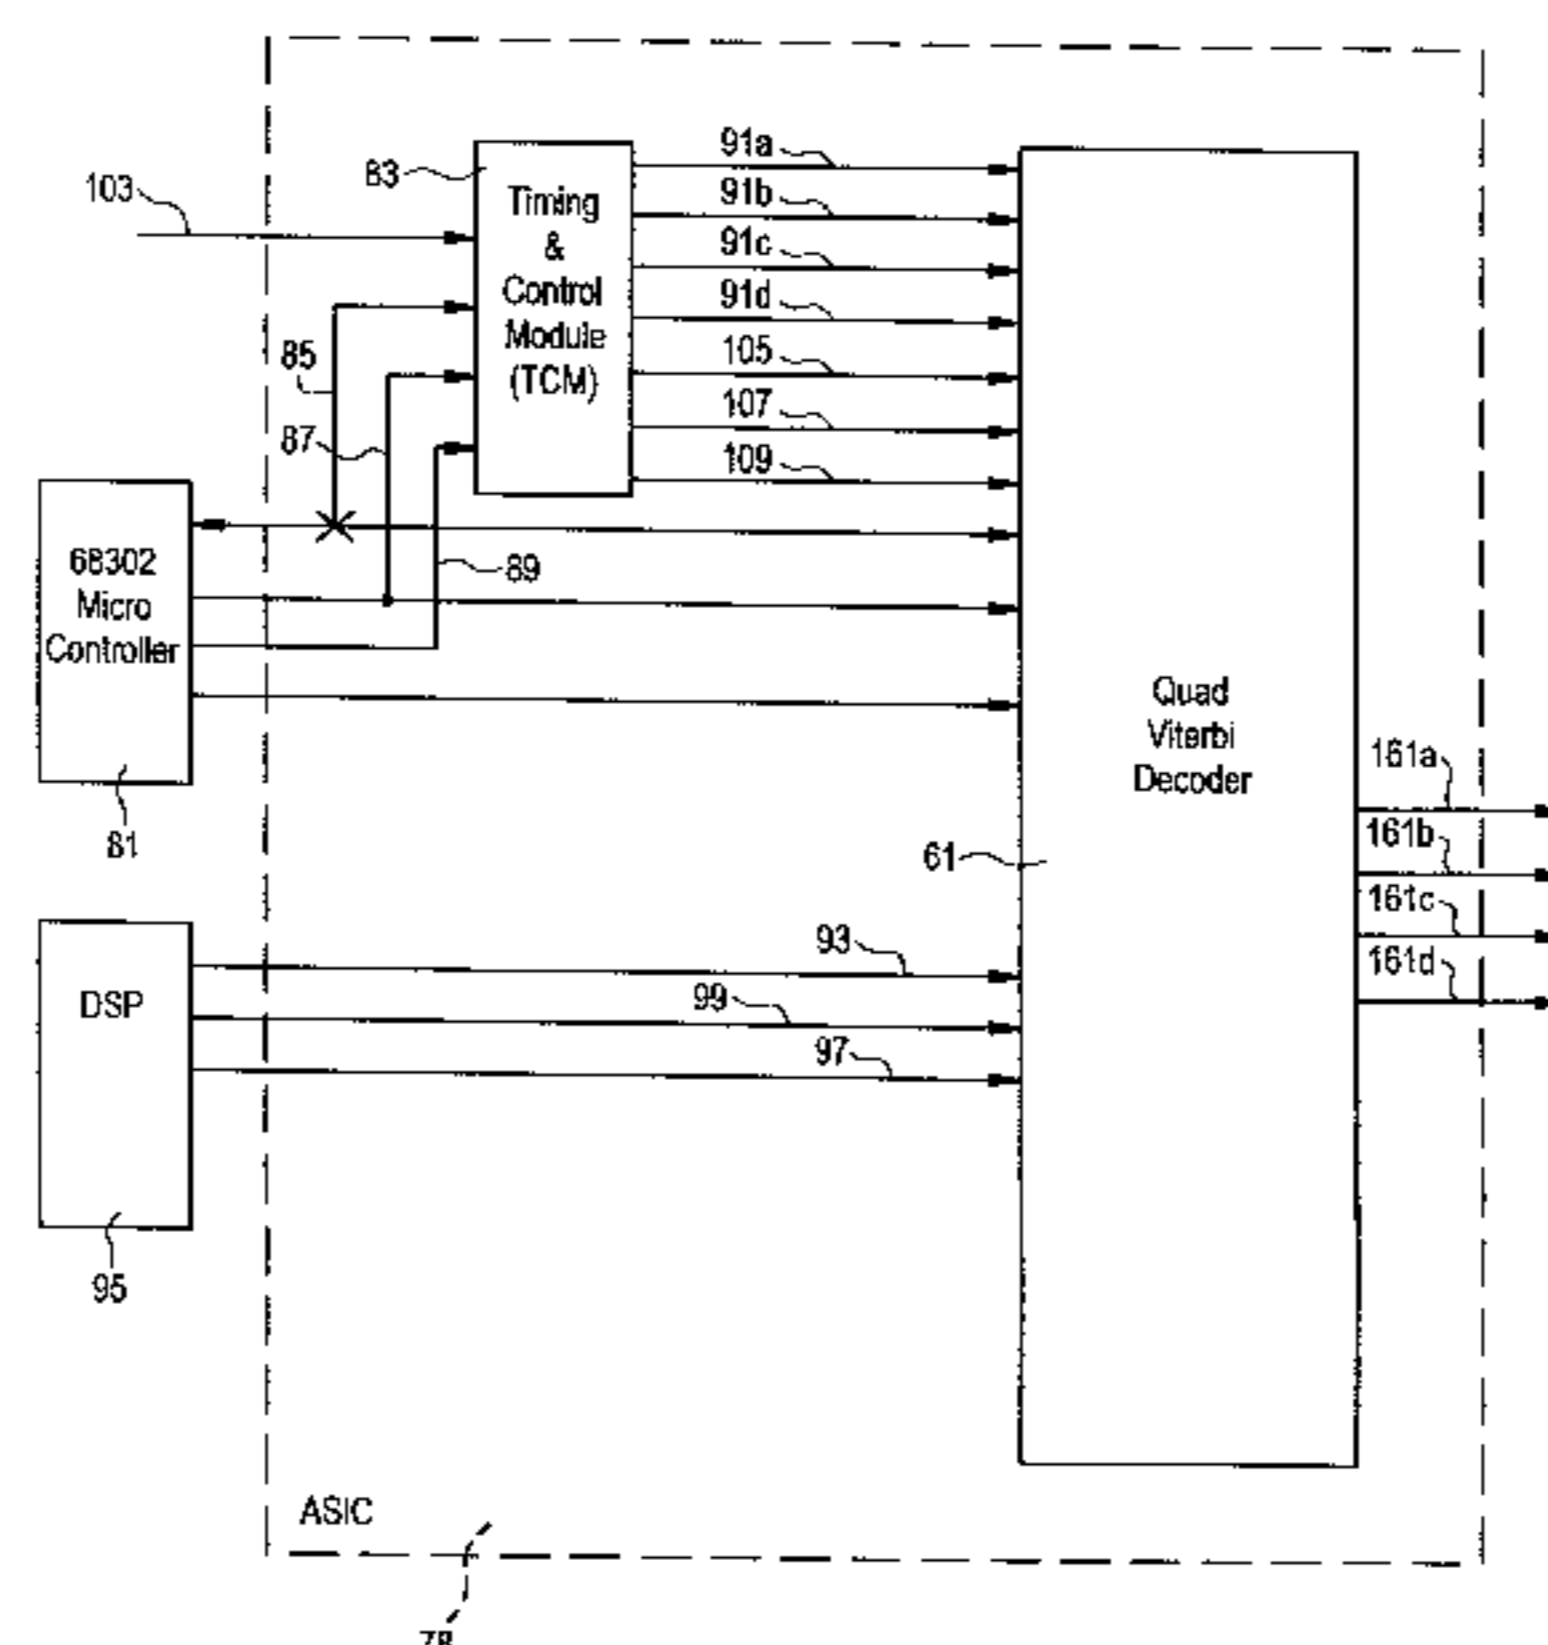 103
83
Timing
&
Control
Module
(TCM)
91a
91b
91c
91d
105
107
109
85
87
89
68302
Micro
Controller
81
Quad
Viterbi
Decoder
61
161a
161b
161c
161d
DSP
95
93
99
97
ASIC
78